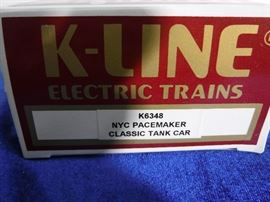 K-LINE®
ELECTRIC TRAINS
K6348
NYC PACEMAKER
CLASSIC TANK CAR